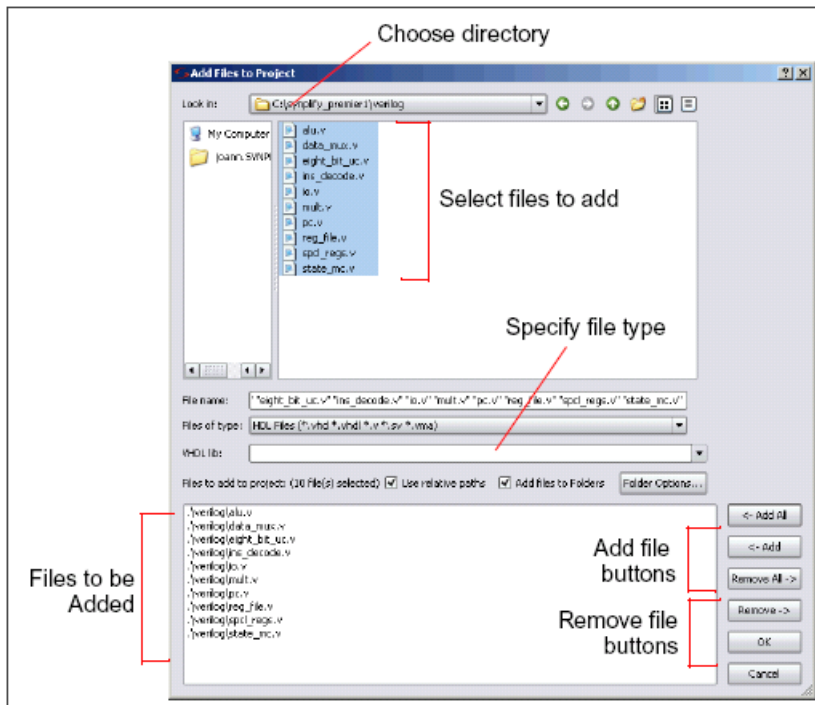 Choose directory
Add Files to Project
Look in: C:\synplify_premier1\verilog
My Computer
joann.SYNPL
alu.v
data_mux.v
eight_bit_uc.v
ins_decode.v
io.v
mult.v
pc.v
reg_file.v
spcl_regs.v
state_mc.v
Select files to add
Specify file type
File name: " "eight_bit_uc.v" "ins_decode.v" "io.v" "mult.v" "pc.v" "reg_file.v" "spcl_regs.v" "state_mc.v"
Files of type: HDL Files (*.vhd *.vhdl *.v *.sv *.vma)
VHDL lib:
Files to add to project: (10 file(s) selected) Use relative paths Add files to Folders Folder Options...
.\verilog\alu.v
.\verilog\data_mux.v
.\verilog\eight_bit_uc.v
.\verilog\ins_decode.v
.\verilog\io.v
.\verilog\mult.v
.\verilog\pc.v
.\verilog\reg_file.v
.\verilog\spcl_regs.v
.\verilog\state_mc.v
Files to be
Added
Add file
buttons
Remove file
buttons
<- Add All
<- Add
Remove All ->
Remove ->
OK
Cancel